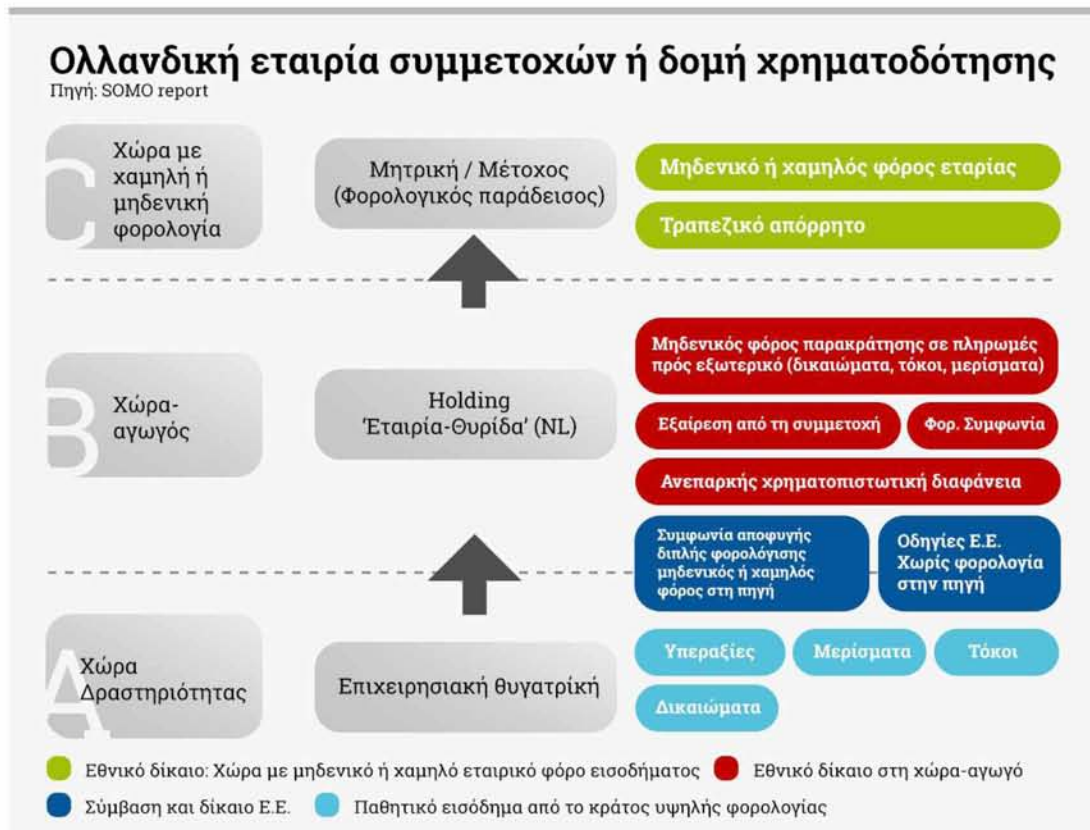 Ολλανδική εταιρία συμμετοχών ή δομή χρηματοδότησης
Πηγή: SOMO report
C
Χώρα με
χαμηλή ή
μηδενική
φορολογία
Μητρική / Μέτοχος
(Φορολογικός παράδεισος)
Μηδενικό ή χαμηλός φόρος εταρίας
Τραπεζικό απόρρητο
B
Χώρα-
αγωγός
Holding
'Εταιρία-Θυρίδα' (NL)
Μηδενικός φόρος παρακράτησης σε πληρωμές
πρός εξωτερικό (δικαιώματα, τόκοι, μερίσματα)
Εξαίρεση από τη συμμετοχή
Φορ. Συμφωνία
Ανεπαρκής χρηματοπιστωτική διαφάνεια
Συμφωνία αποφυγής
διπλής φορολόγισης
μηδενικός ή χαμηλός
φόρος στη πηγή
Οδηγίες Ε.Ε.
Χωρίς φορολογία
στην πηγή
A
Χώρα
Δραστηριότητας
Επιχειρησιακή θυγατρική
Υπεραξίες
Μερίσματα
Τόκοι
Δικαιώματα
Εθνικό δίκαιο: Χώρα με μηδενικό ή χαμηλό εταιρικό φόρο εισοδήματος
Εθνικό δίκαιο στη χώρα-αγωγό
Σύμβαση και δίκαιο Ε.Ε.
Παθητικό εισόδημα από το κράτος υψηλής φορολογίας